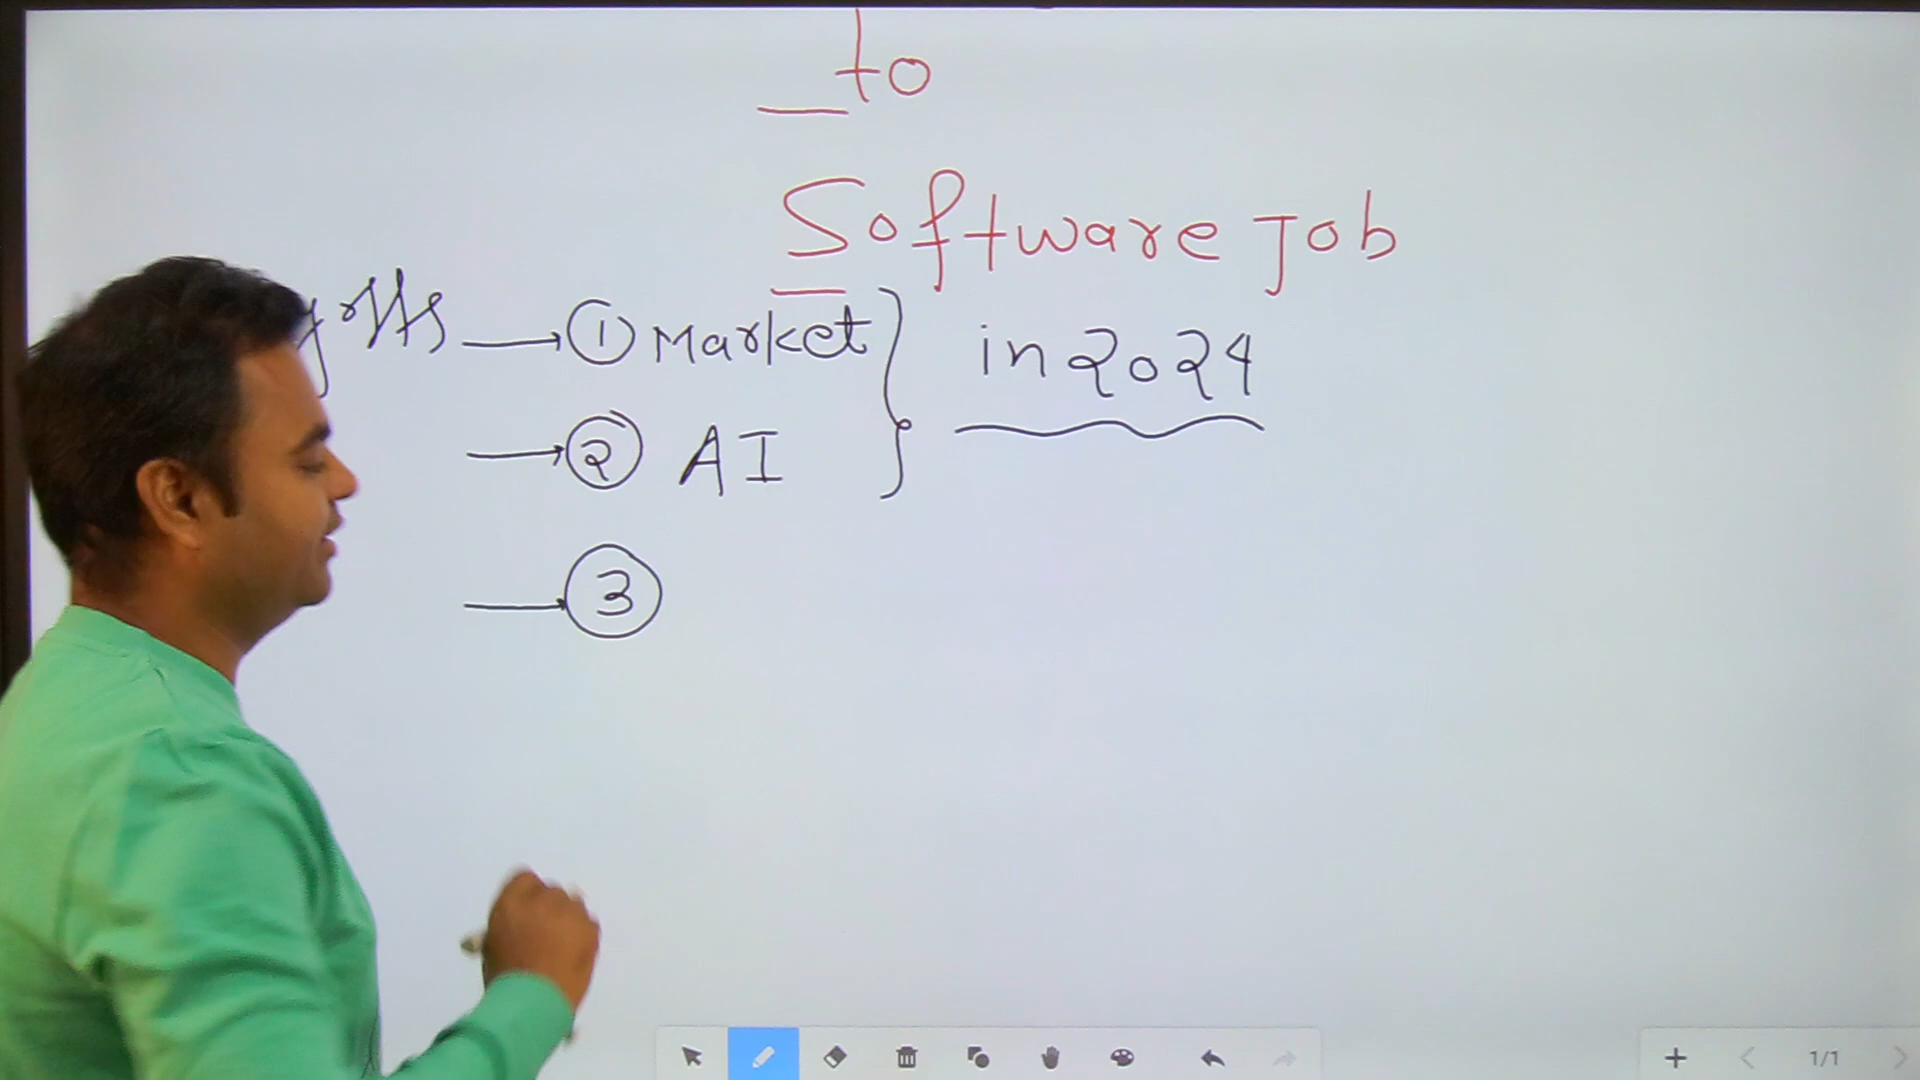 to
Software Job
→ ① Market } in 2024
→ ② AI
→ ③
1/1